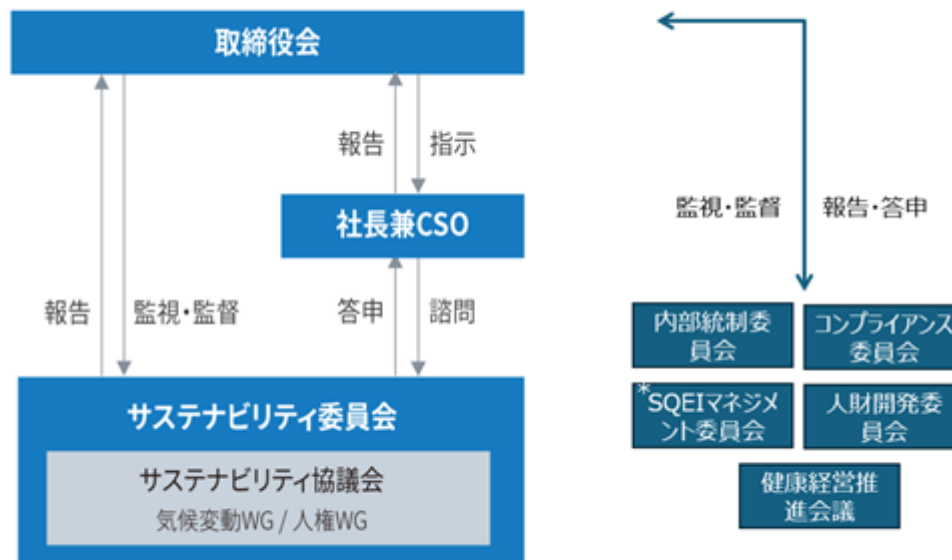 取締役会
報告
指示
社長兼CSO
報告
監視・監督
答申
諮問
サステナビリティ委員会
サステナビリティ協議会
気候変動WG / 人権WG
監視・監督
報告・答申
内部統制委
員会
コンプライアンス
委員会
*SQEIマネジメ
ント委員会
人財開発委
員会
健康経営推
進会議